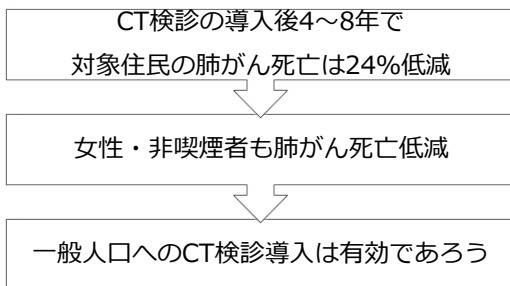 CT検診の導入後4～8年で
対象住民の肺がん死亡は24%低減
女性・非喫煙者も肺がん死亡低減
一般人口へのCT検診導入は有効であろう